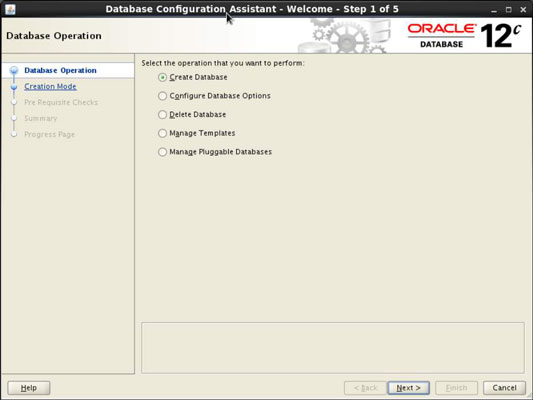 Database Configuration Assistant - Welcome - Step 1 of 5
Database Operation
ORACLE
DATABASE 12c
Database Operation
Creation Mode
Pre Requisite Checks
Summary
Progress Page
Select the operation that you want to perform:
Create Database
Configure Database Options
Delete Database
Manage Templates
Manage Pluggable Databases
Help
< Back
Next >
Finish
Cancel